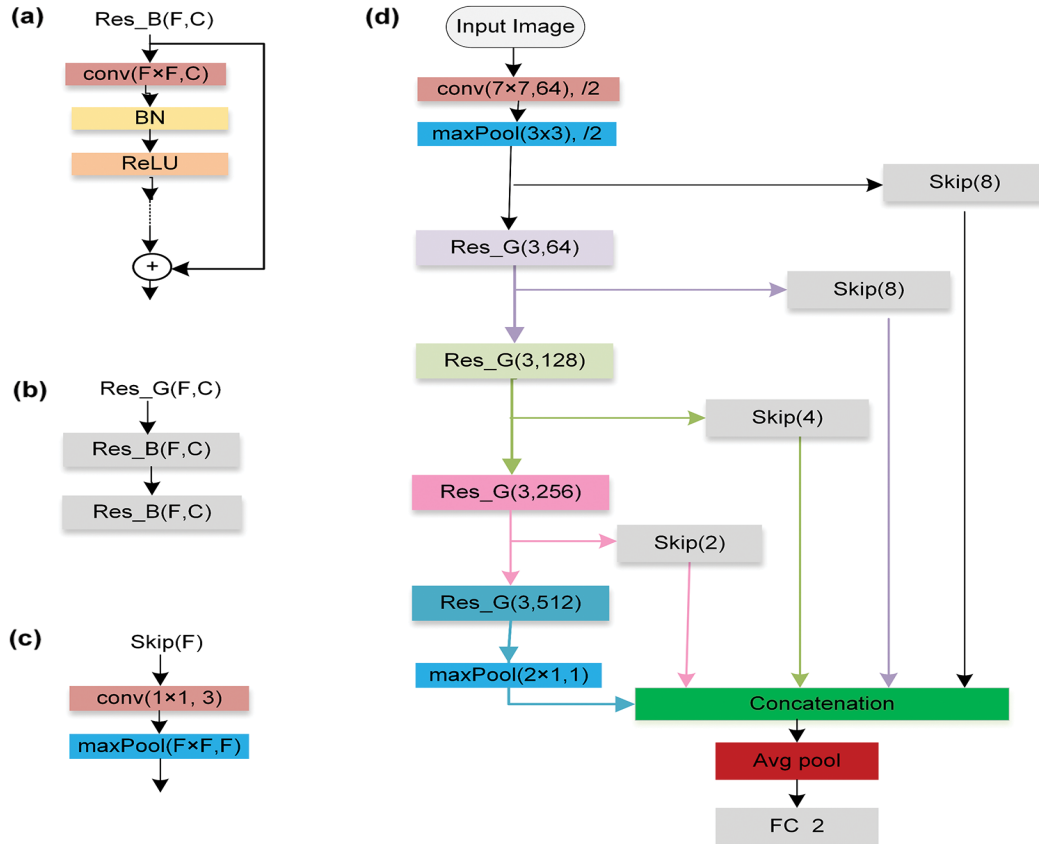 (a)
Res_B(F,C)
conv(F×F,C)
BN
ReLU
+
(b)
Res_G(F,C)
Res_B(F,C)
Res_B(F,C)
(c)
Skip(F)
conv(1×1, 3)
maxPool(F×F,F)
(d)
Input Image
conv(7×7,64), /2
maxPool(3x3), /2
Skip(8)
Res_G(3,64)
Skip(8)
Res_G(3,128)
Skip(4)
Res_G(3,256)
Skip(2)
Res_G(3,512)
maxPool(2×1,1)
Concatenation
Avg pool
FC 2